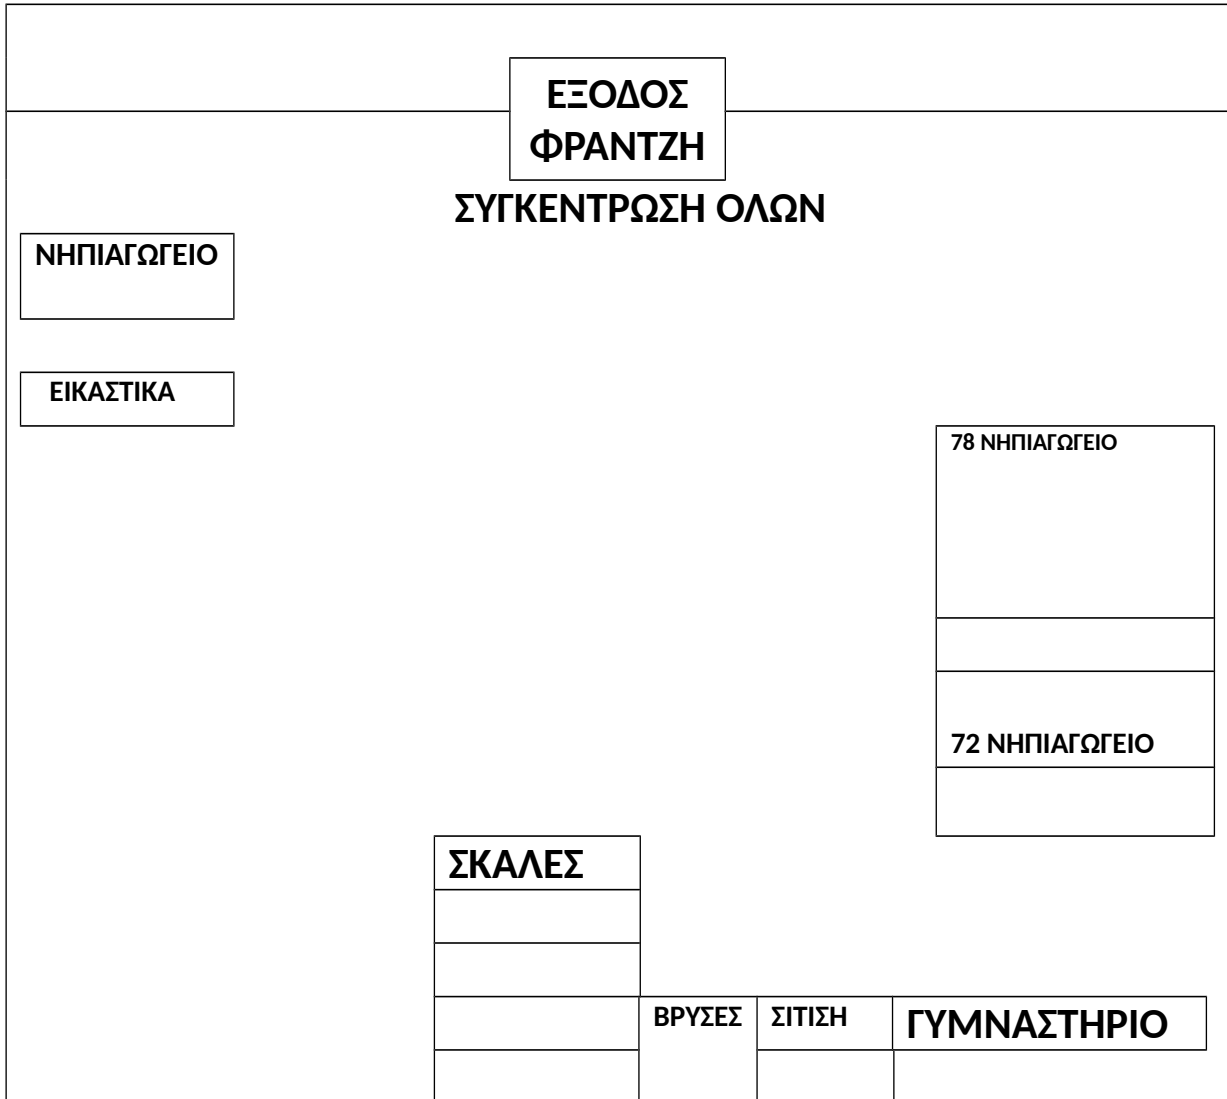 ΕΞΟΔΟΣ
ΦΡΑΝΤΖΗ
ΣΥΓΚΕΝΤΡΩΣΗ ΟΛΩΝ
ΝΗΠΙΑΓΩΓΕΙΟ
ΕΙΚΑΣΤΙΚΑ
78 ΝΗΠΙΑΓΩΓΕΙΟ
72 ΝΗΠΙΑΓΩΓΕΙΟ
ΣΚΑΛΕΣ
ΒΡΥΣΕΣ ΣΙΤΙΣΗ ΓΥΜΝΑΣΤΗΡΙΟ